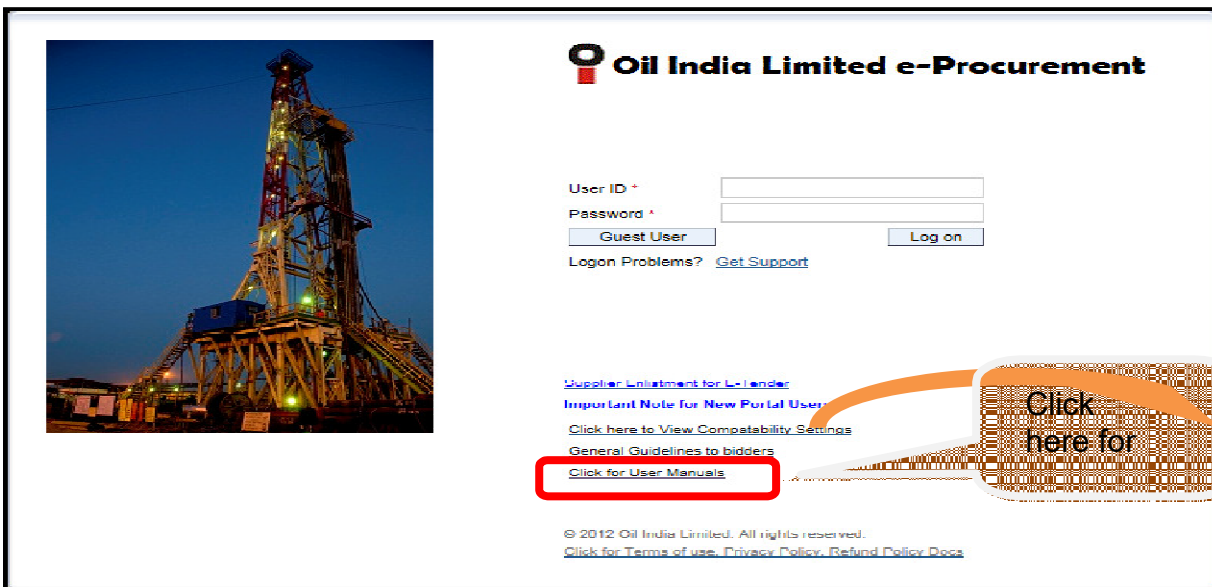 Oil India Limited e-Procurement
User ID *
Password *
Guest User
Log on
Logon Problems? Get Support
Supplier Enlistment for E-Tender
Important Note for New Portal User
Click here to View Compatability Settings
General Guidelines to bidders
Click for User Manuals
Click
here for
© 2012 Oil India Limited. All rights reserved.
Click for Terms of use, Privacy Policy, Refund Policy Docs